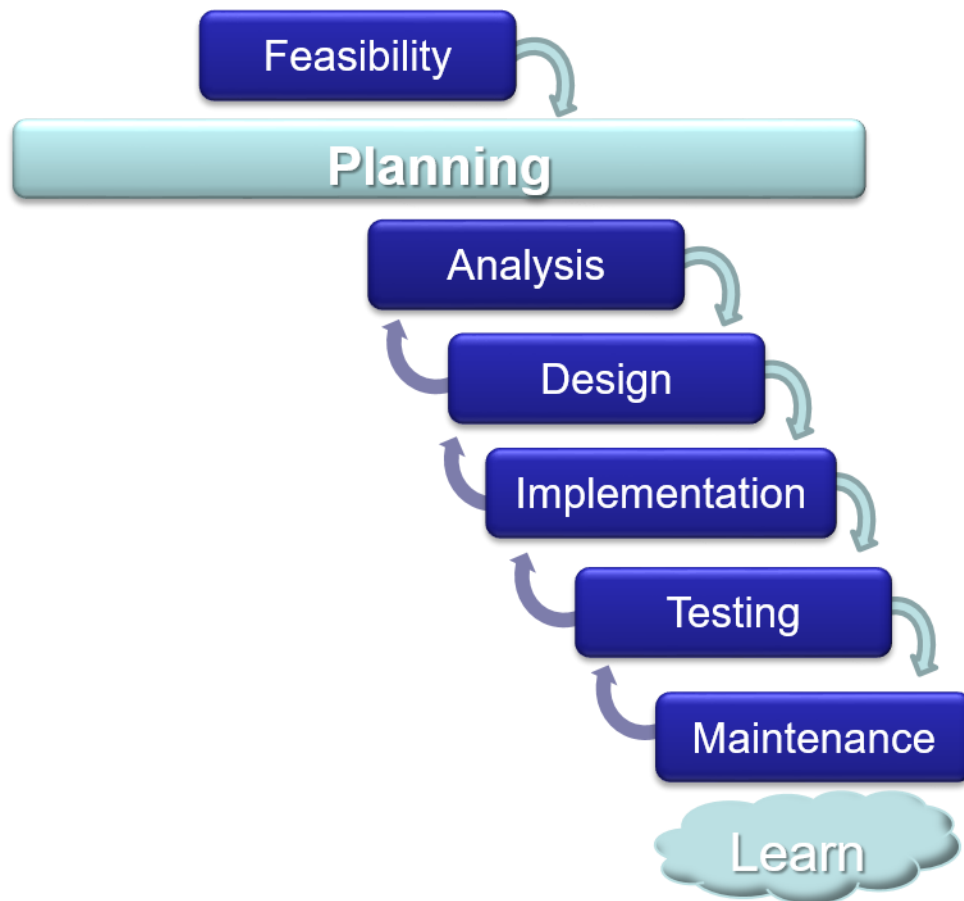 Feasibility
Planning
Analysis
Design
Implementation
Testing
Maintenance
Learn